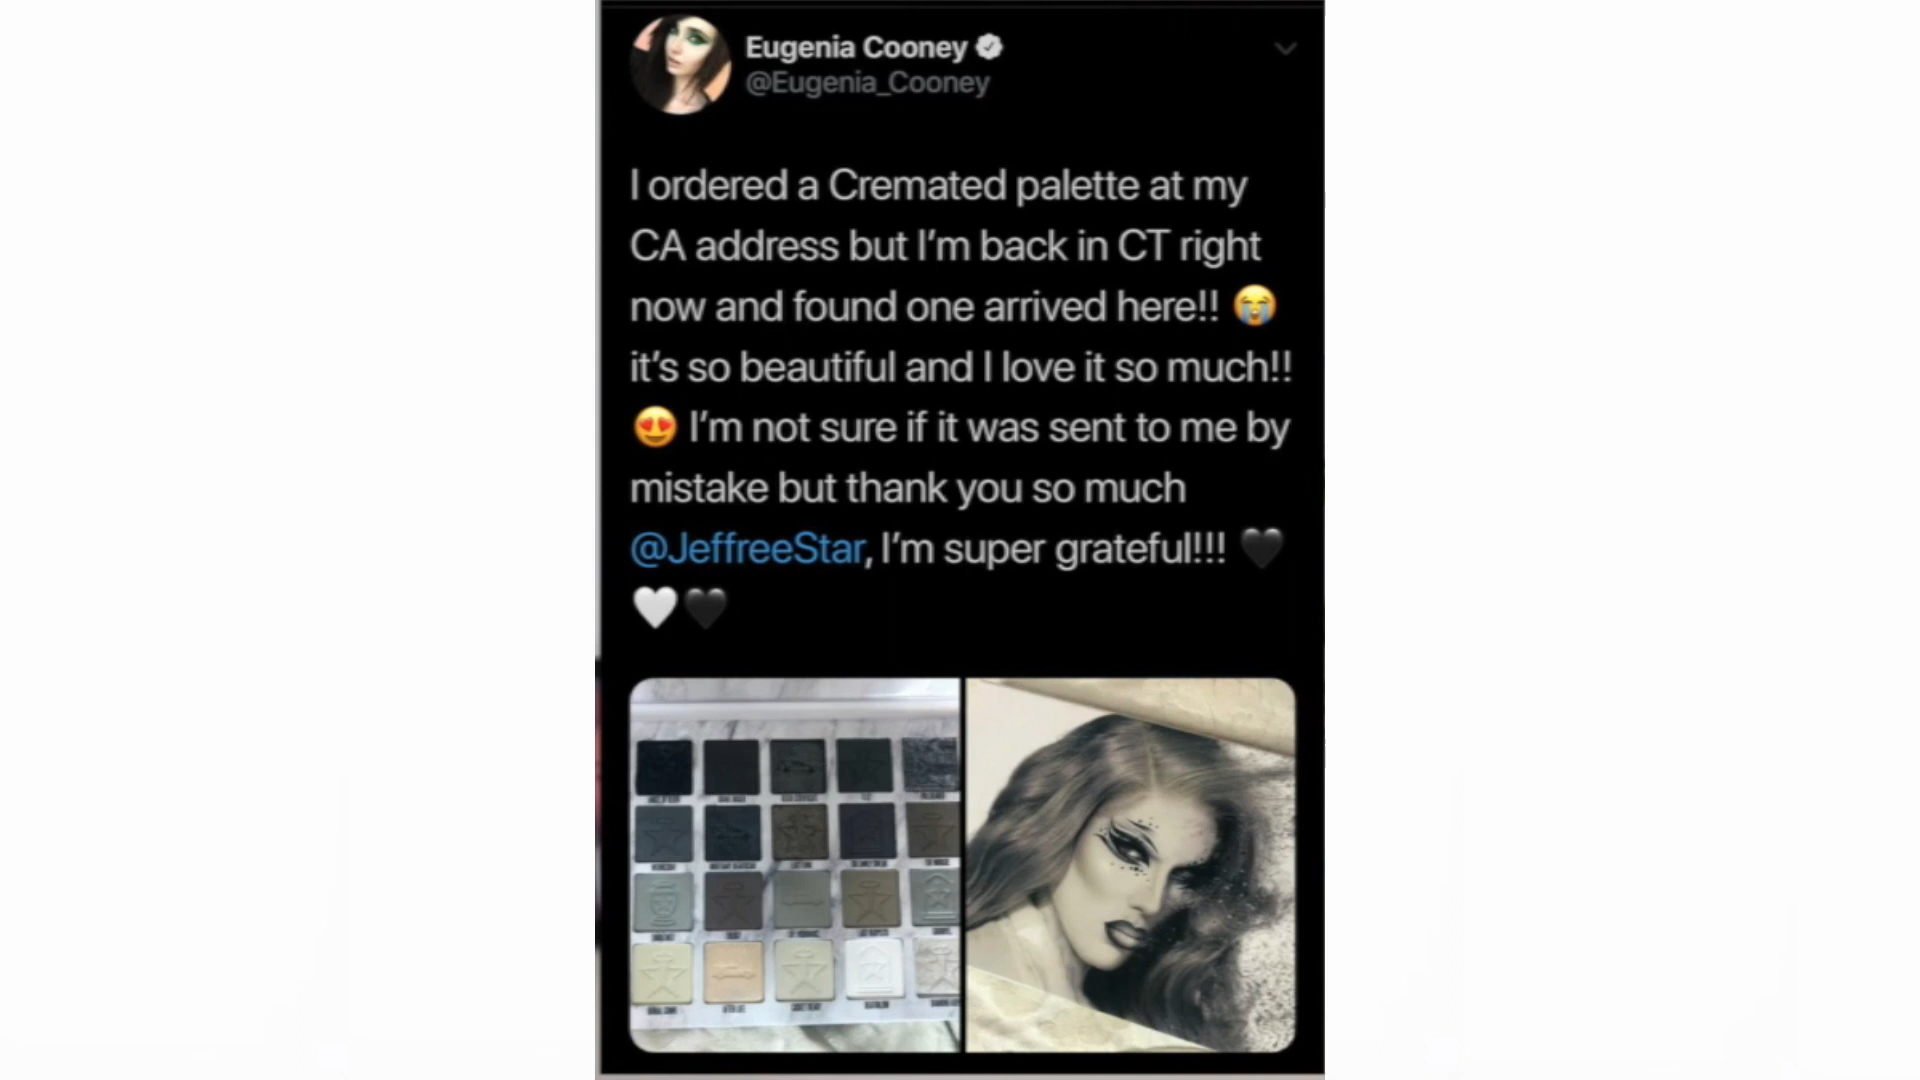 Eugenia Cooney
@Eugenia_Cooney
I ordered a Cremated palette at my
CA address but I'm back in CT right
now and found one arrived here!! 😭
it's so beautiful and I love it so much!!
😍 I'm not sure if it was sent to me by
mistake but thank you so much
@JeffreeStar, I'm super grateful!!! 🖤
🤍🖤